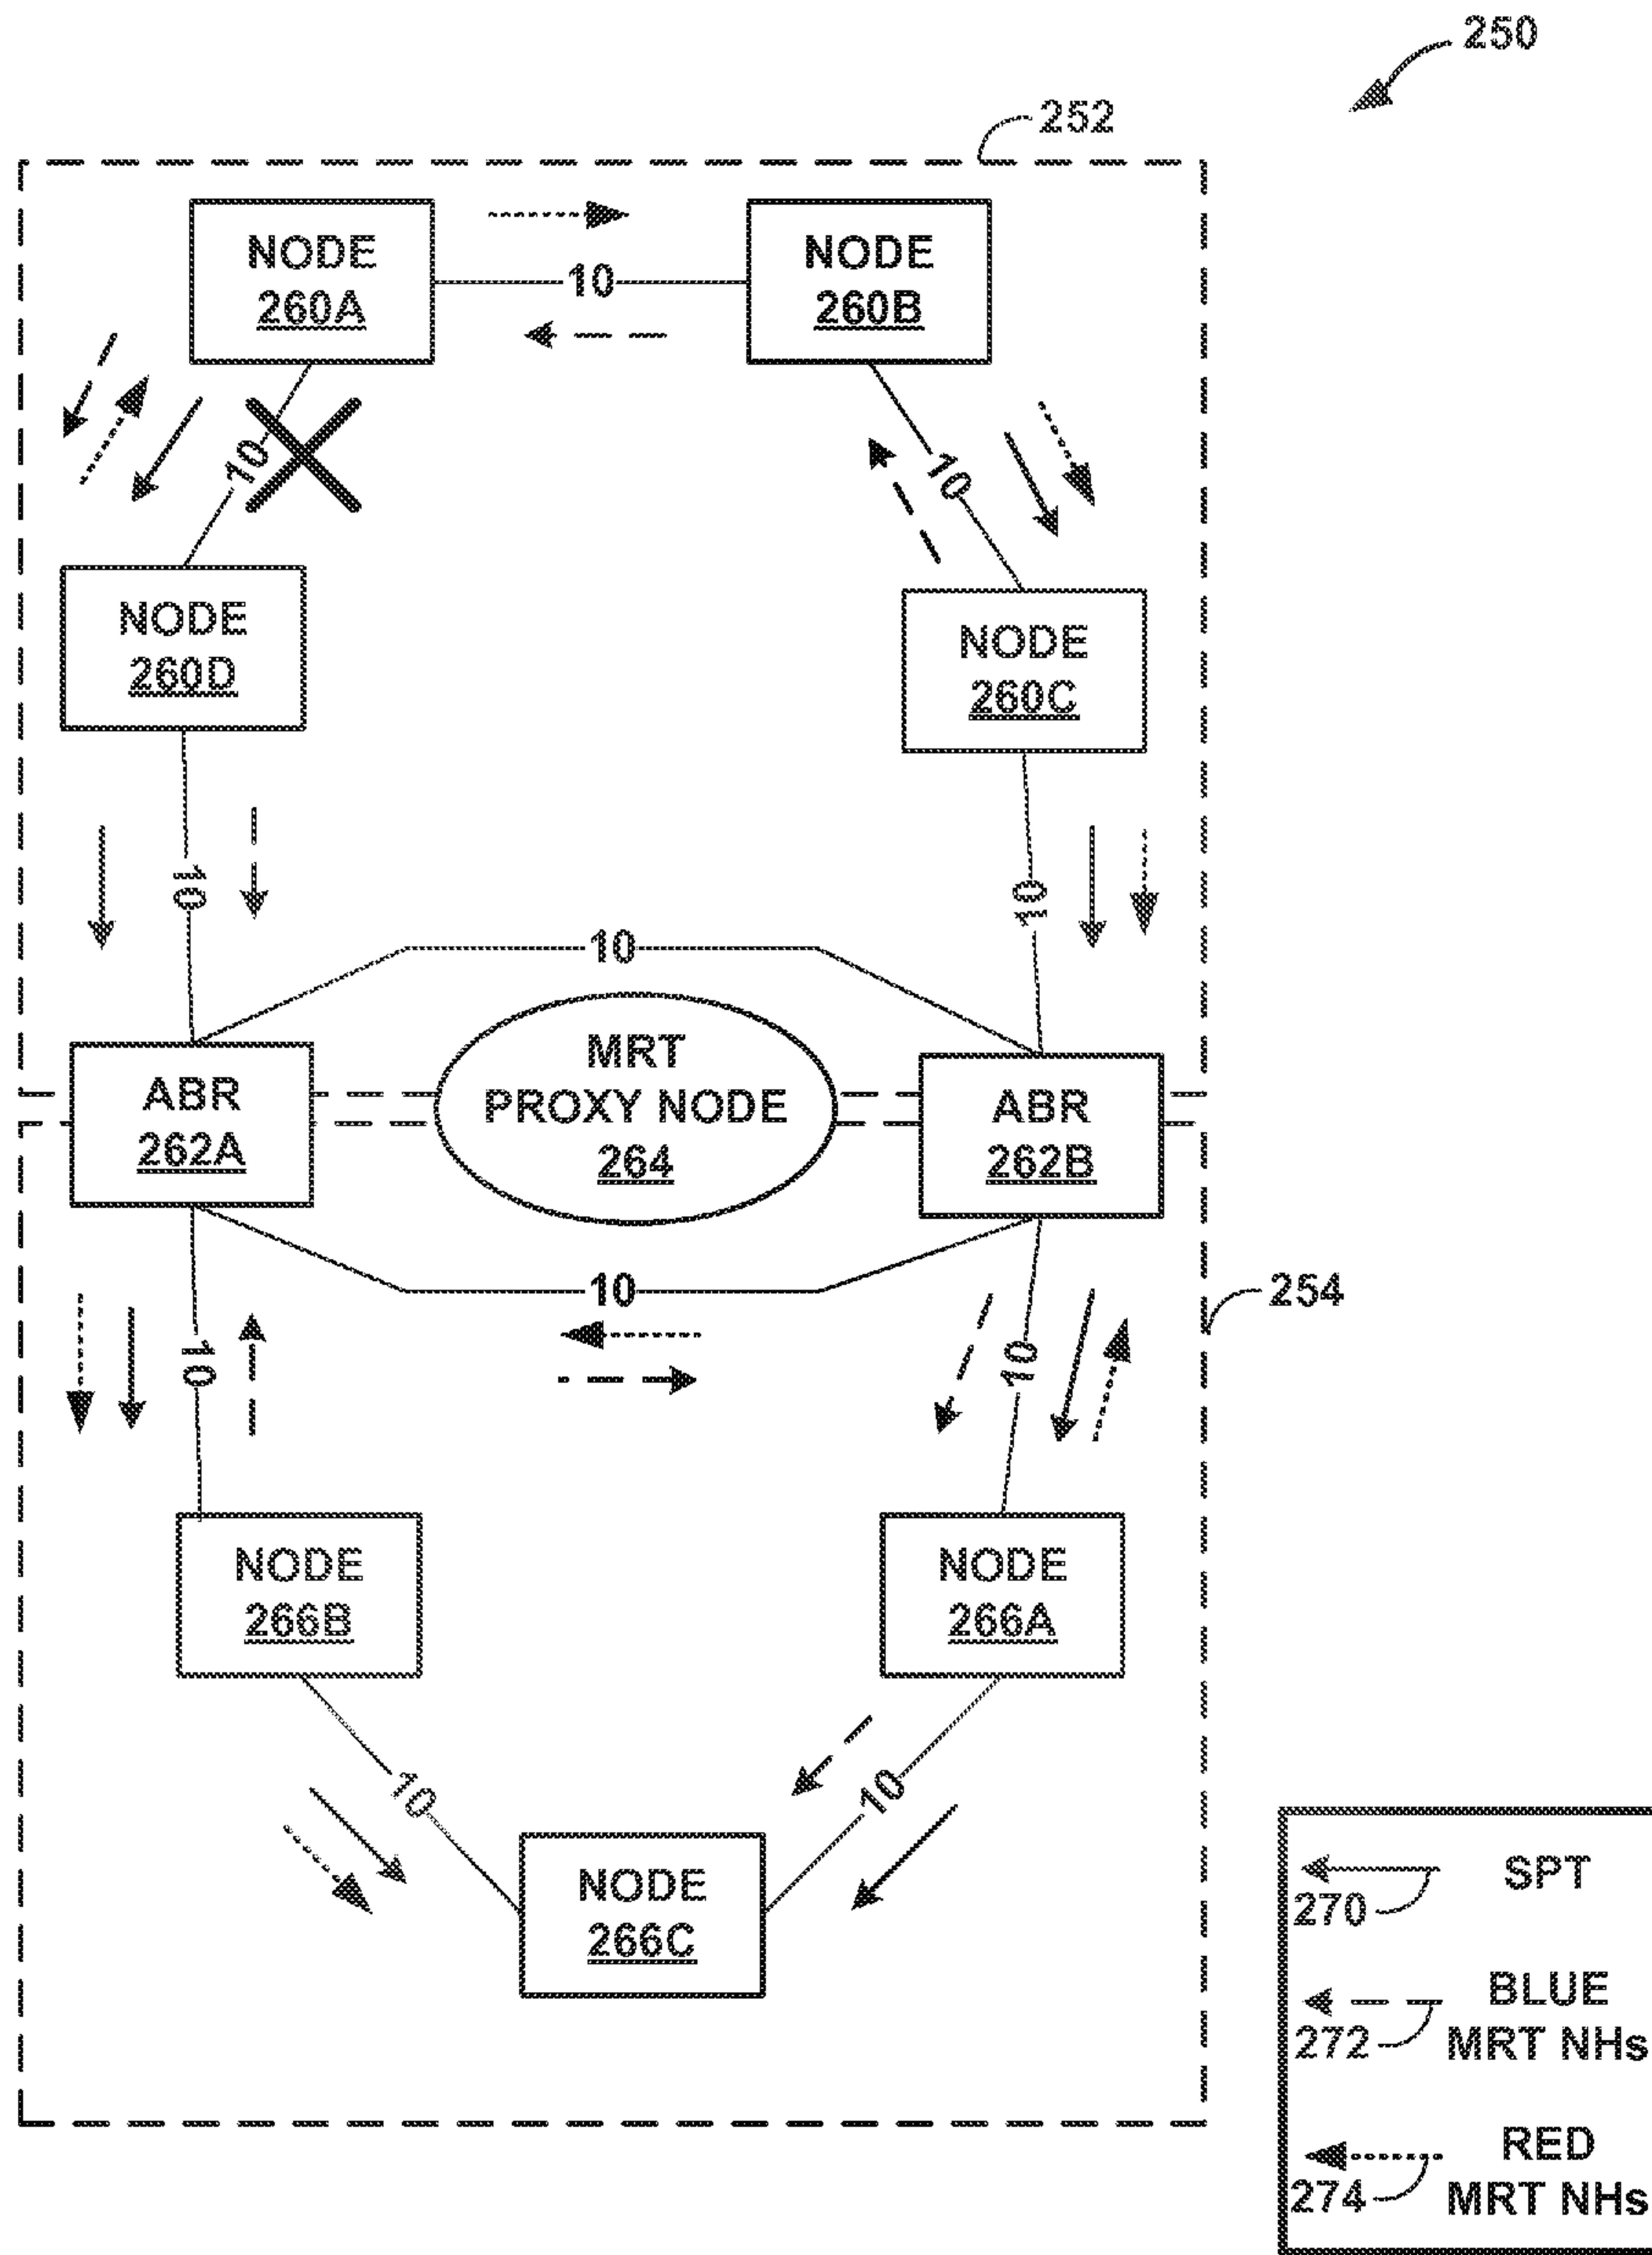 250
252
NODE
260A
10
NODE
260B
10
10
NODE
260D
NODE
260C
10
10
10
MRT
PROXY NODE
264
ABR
262A
ABR
262B
10
254
10
10
NODE
266B
NODE
266A
10
10
NODE
266C
SPT
270
BLUE
272
MRT NHs
RED
274
MRT NHs